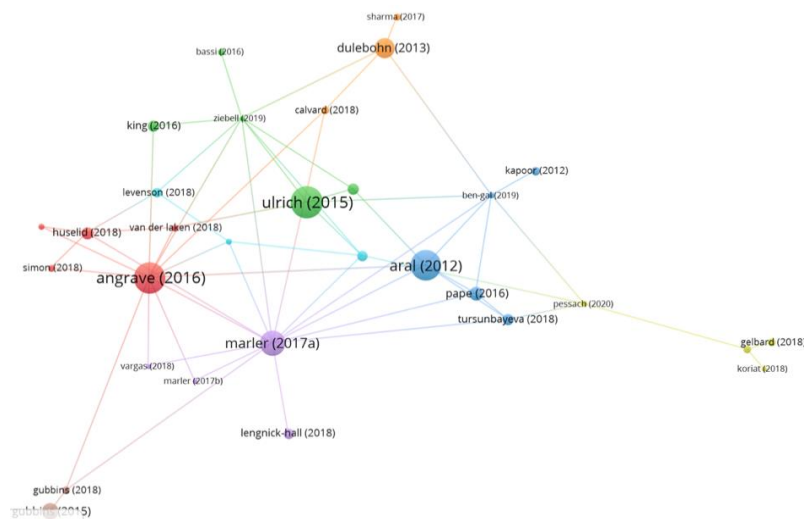 sharma (2017)
dulebohn (2013)
bassi (2016)
calvard (2018)
ziebell (2019)
king (2016)
kapoor (2012)
levenson (2018)
ben-gal (2019)
ulrich (2015)
van der laken (2018)
huselid (2018)
simon (2018)
angrave (2016)
aral (2012)
pape (2016)
pessach (2020)
tursunbayeva (2018)
marler (2017a)
gelbard (2018)
vargas (2018)
koriat (2018)
marler (2017b)
lengnick-hall (2018)
gubbins (2018)
gubbins (2015)